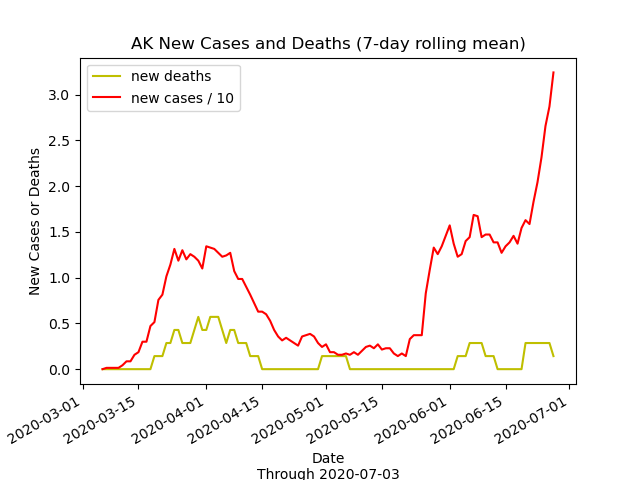 AK New Cases and Deaths (7-day rolling mean)
new deaths
new cases / 10
3.0
2.5
2.0
1.5
1.0
0.5
0.0
New Cases or Deaths
2020-03-01
2020-03-15
2020-04-01
2020-04-15
2020-05-01
2020-05-15
2020-06-01
2020-06-15
2020-07-01
Date
Through 2020-07-03